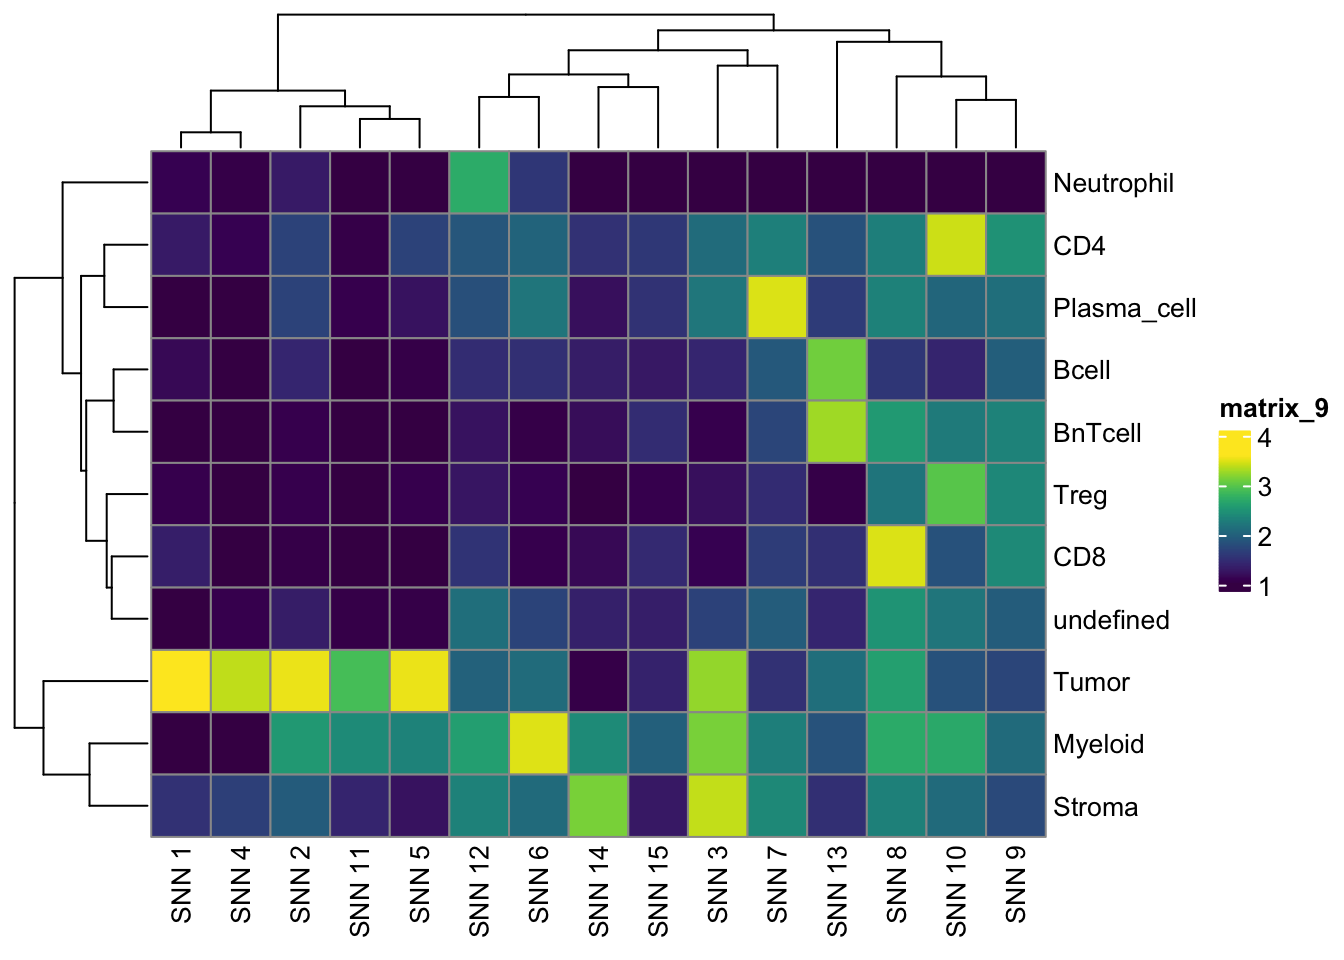 Neutrophil
CD4
Plasma_cell
Bcell
BnTcell
Treg
CD8
undefined
Tumor
Myeloid
Stroma
matrix_9
4
3
2
1
SNN 1
SNN 4
SNN 2
SNN 11
SNN 5
SNN 12
SNN 6
SNN 14
SNN 15
SNN 3
SNN 7
SNN 13
SNN 8
SNN 10
SNN 9